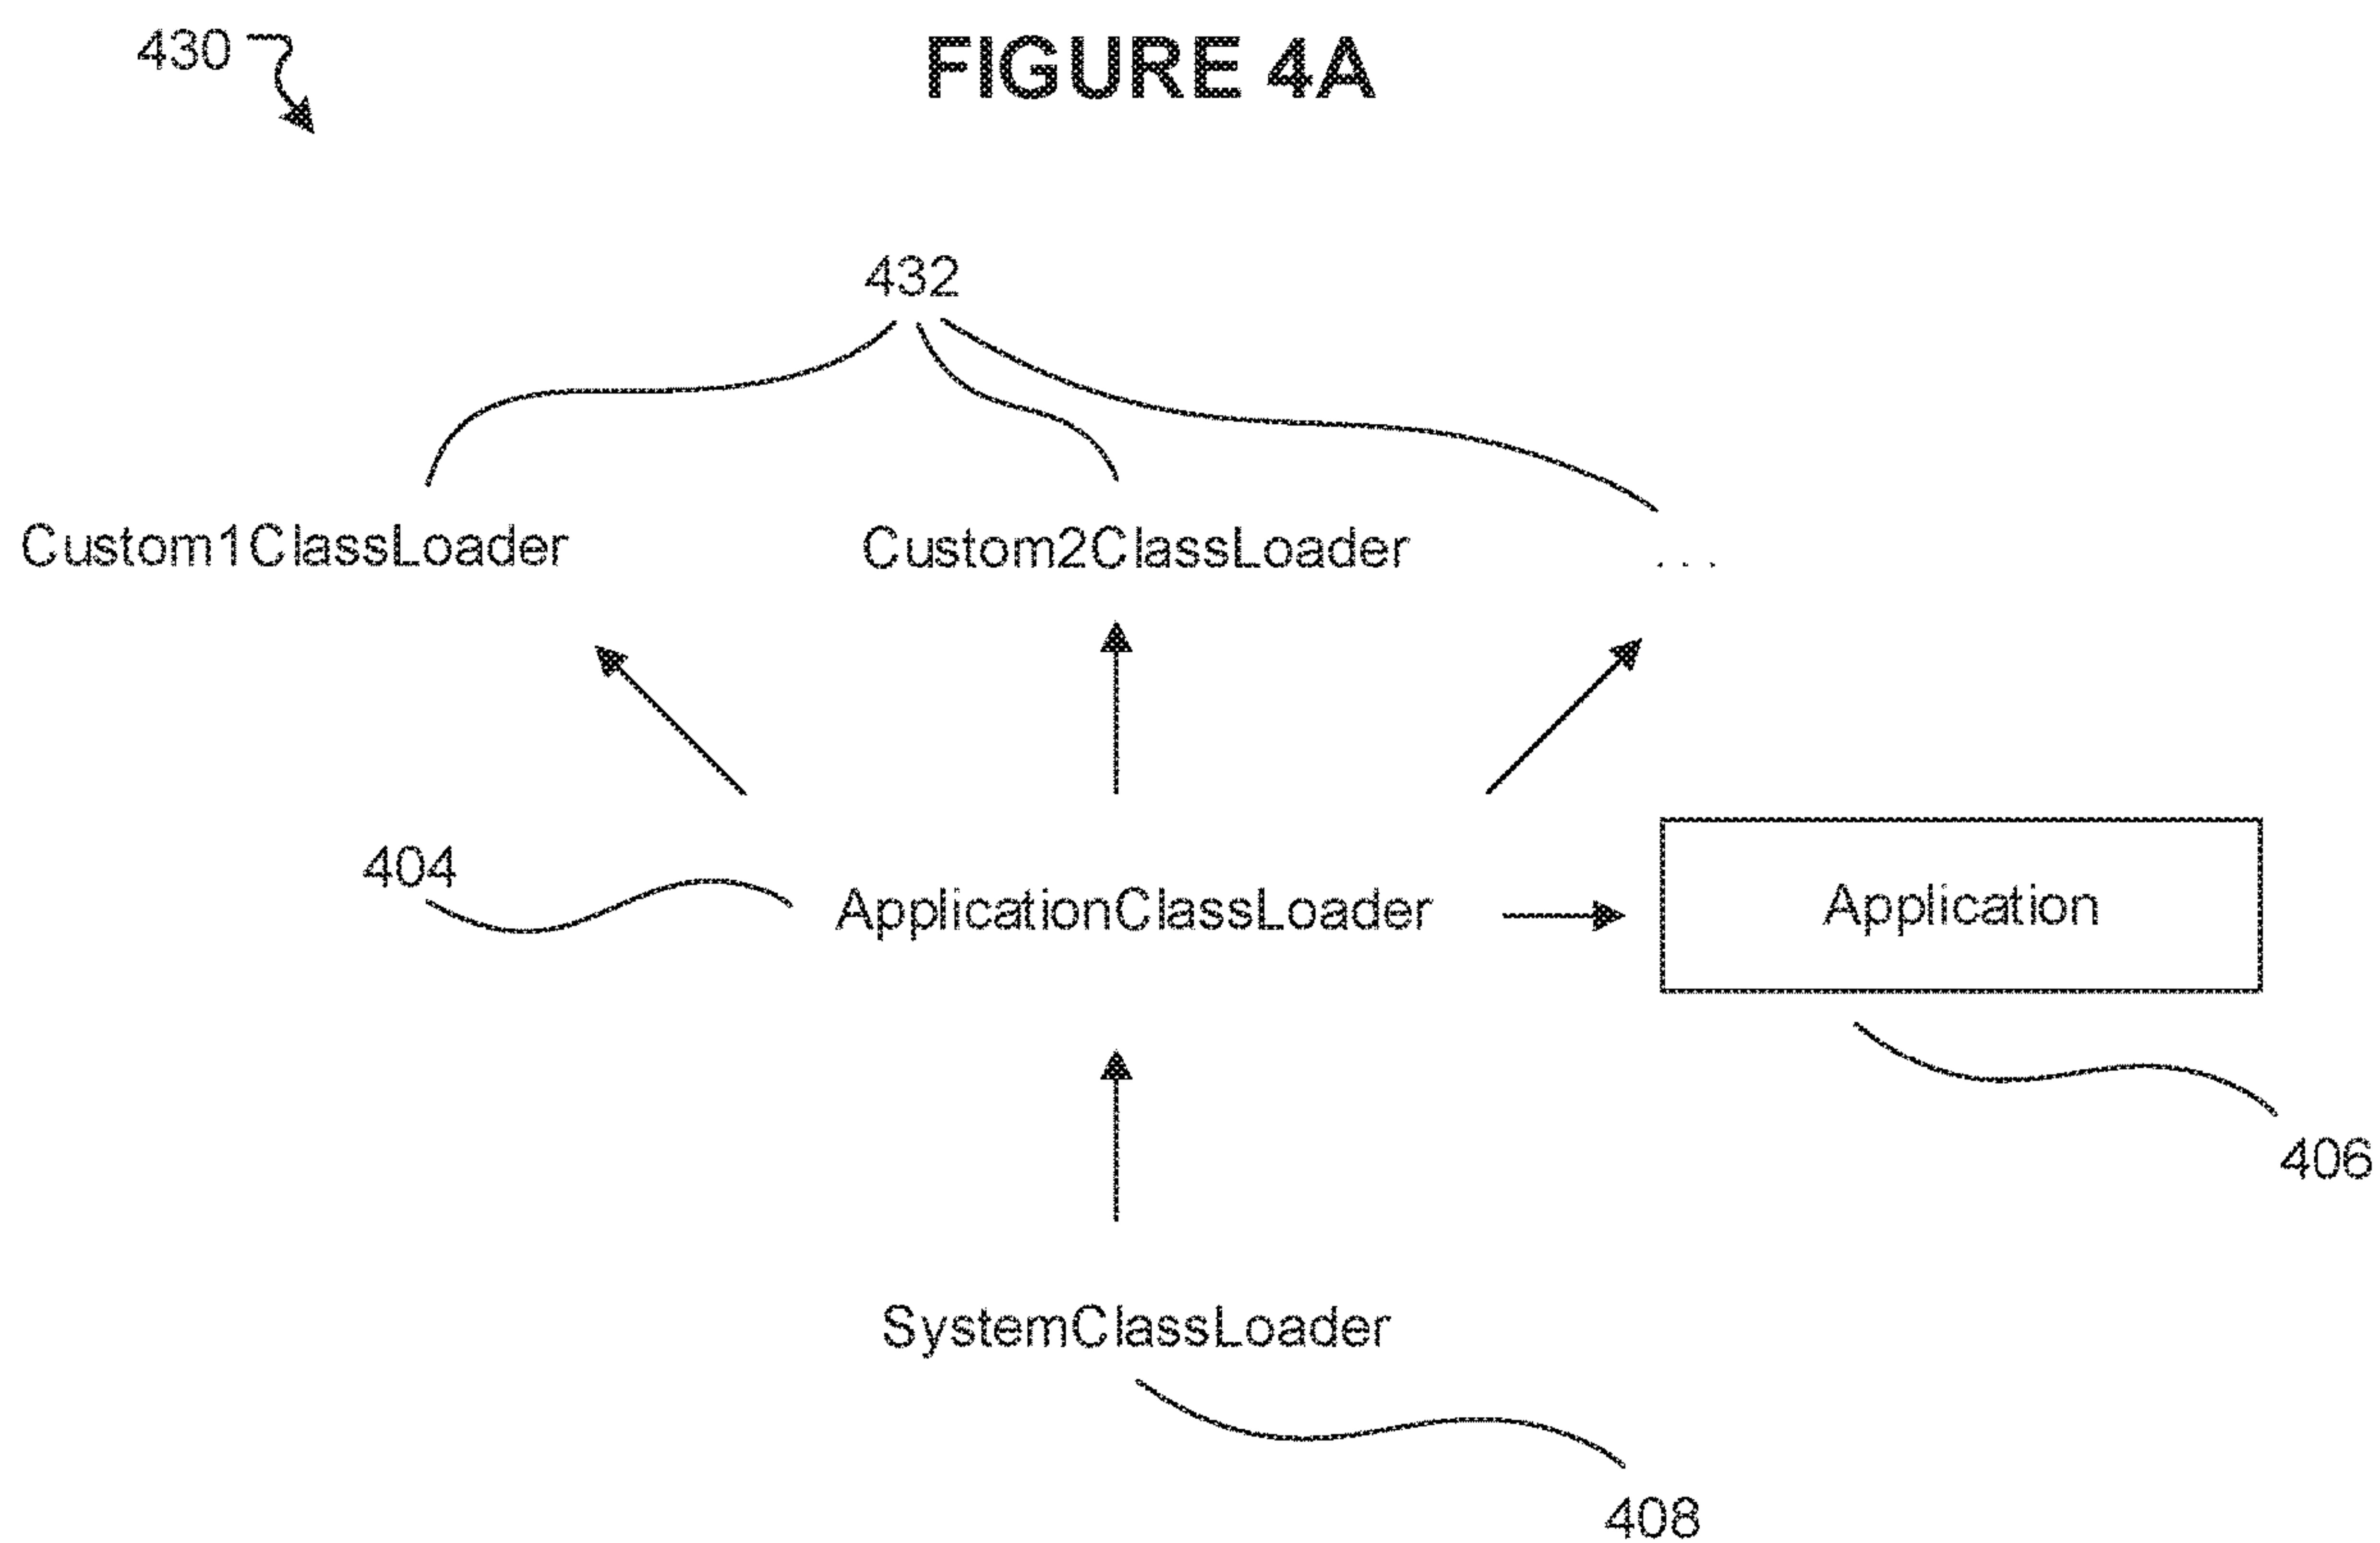 430
FIGURE 4A
432
Custom1ClassLoader
Custom2ClassLoader
...
404
ApplicationClassLoader
Application
406
SystemClassLoader
408